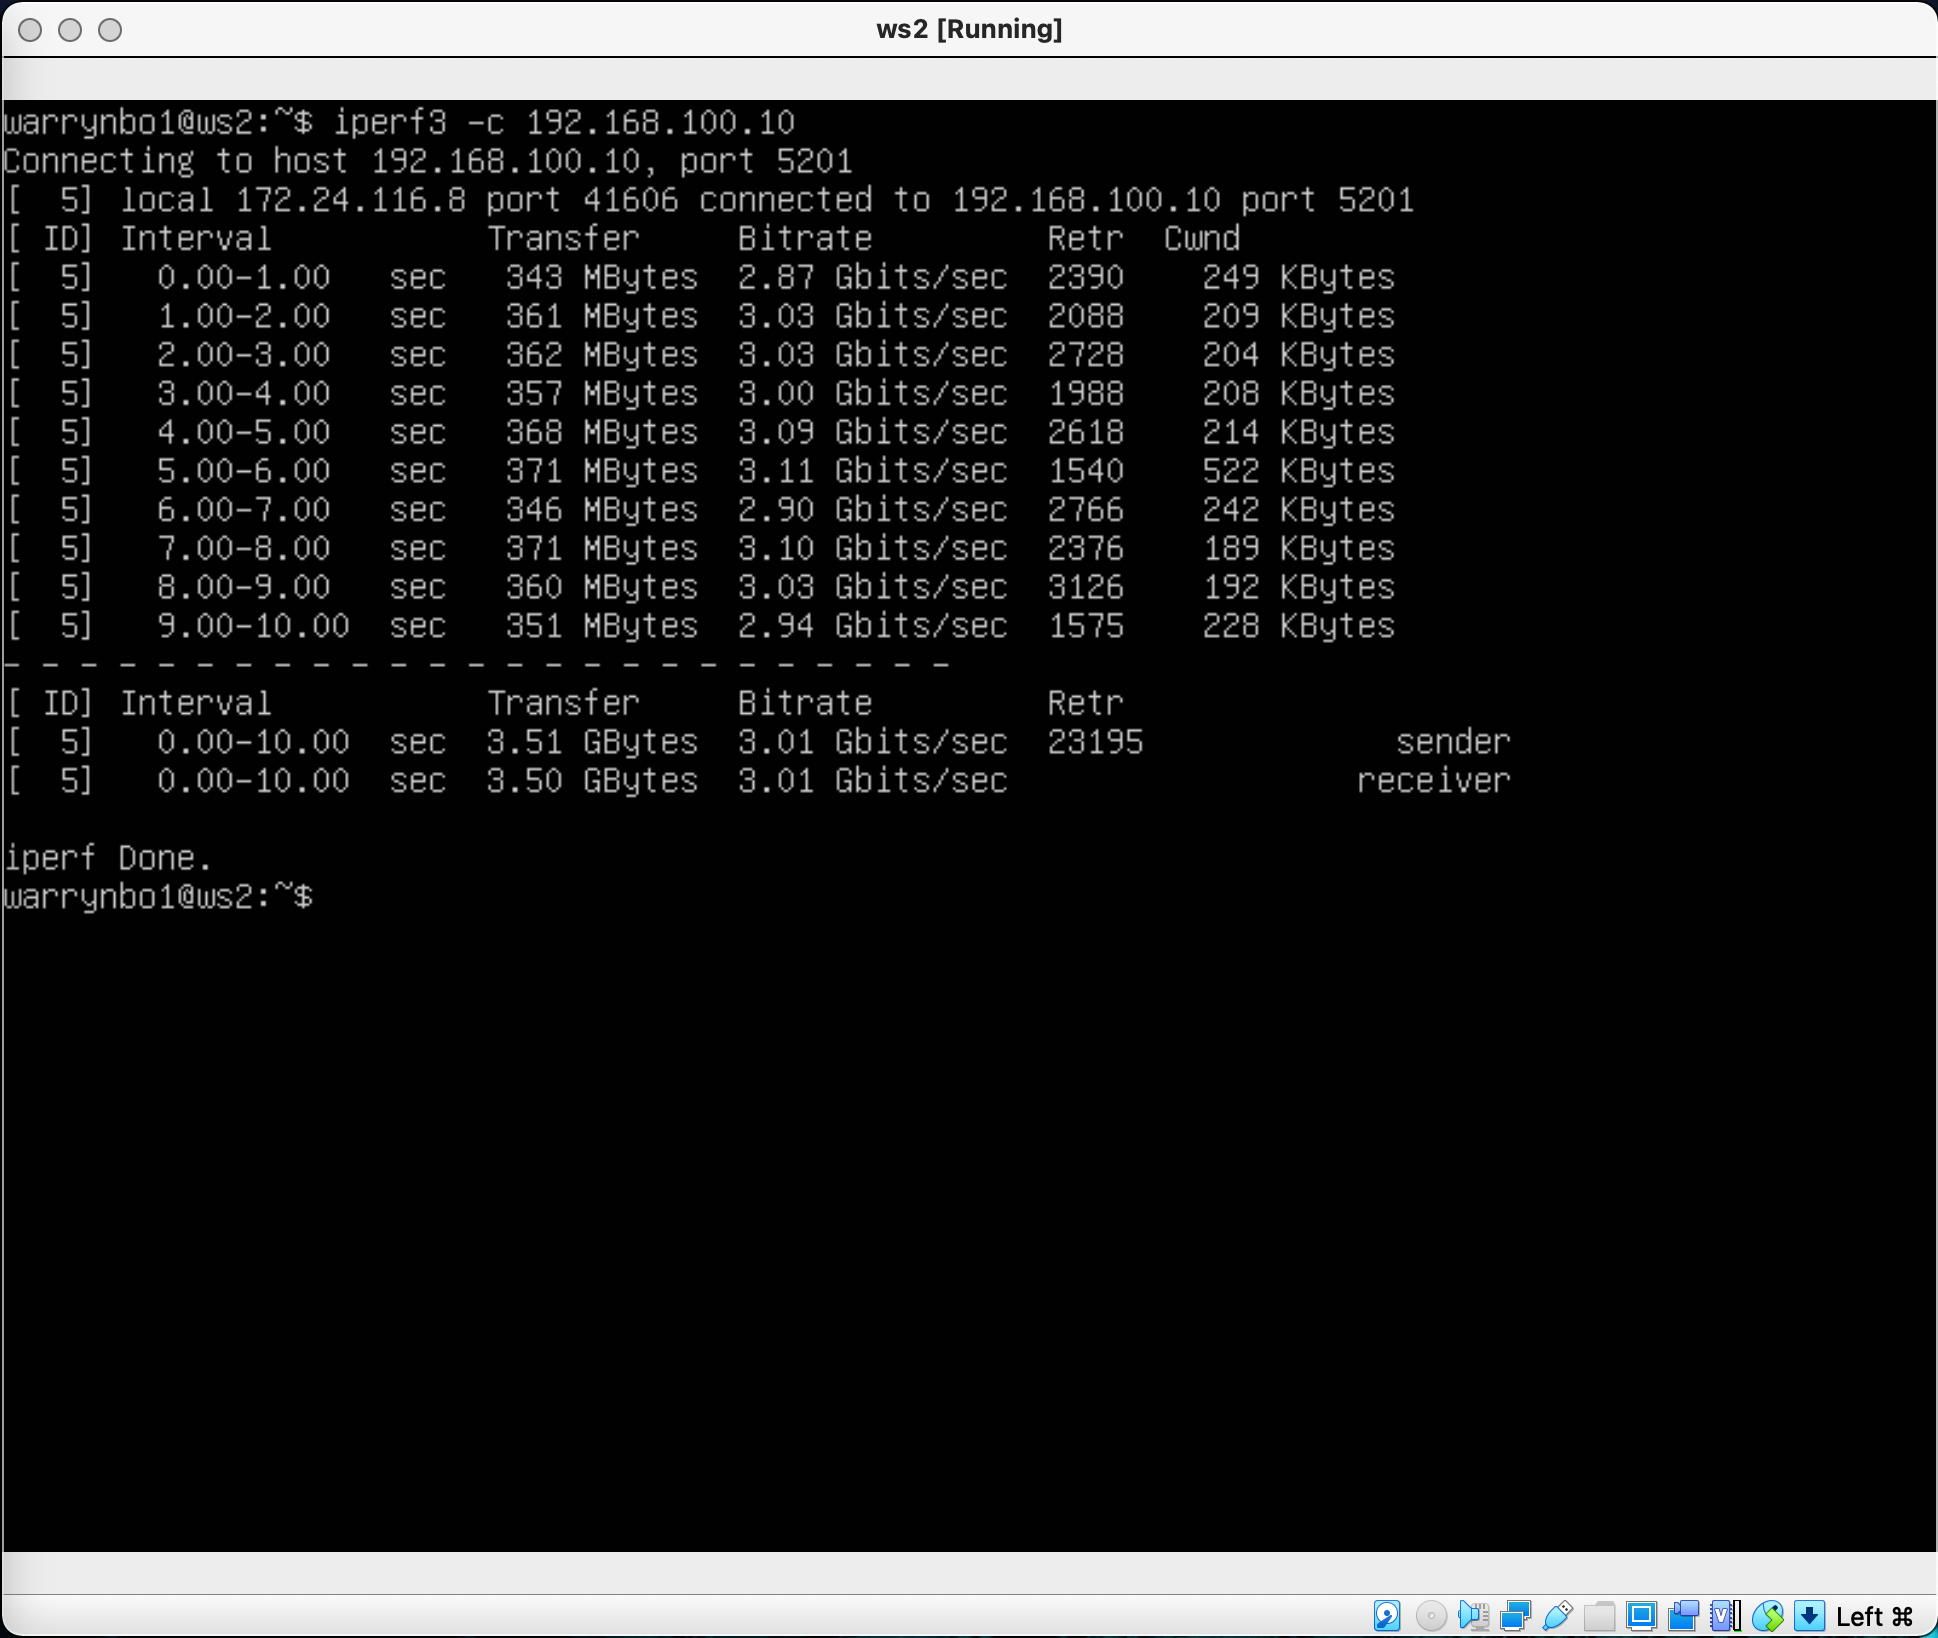 ws2 [Running]
warrynbo1@ws2:~$ iperf3 -c 192.168.100.10
Connecting to host 192.168.100.10, port 5201
[  5] local 172.24.116.8 port 41606 connected to 192.168.100.10 port 5201
[ ID] Interval           Transfer     Bitrate         Retr  Cwnd
[  5]   0.00-1.00   sec   343 MBytes  2.87 Gbits/sec  2390    249 KBytes
[  5]   1.00-2.00   sec   361 MBytes  3.03 Gbits/sec  2088    209 KBytes
[  5]   2.00-3.00   sec   362 MBytes  3.03 Gbits/sec  2728    204 KBytes
[  5]   3.00-4.00   sec   357 MBytes  3.00 Gbits/sec  1988    208 KBytes
[  5]   4.00-5.00   sec   368 MBytes  3.09 Gbits/sec  2618    214 KBytes
[  5]   5.00-6.00   sec   371 MBytes  3.11 Gbits/sec  1540    522 KBytes
[  5]   6.00-7.00   sec   346 MBytes  2.90 Gbits/sec  2766    242 KBytes
[  5]   7.00-8.00   sec   371 MBytes  3.10 Gbits/sec  2376    189 KBytes
[  5]   8.00-9.00   sec   360 MBytes  3.03 Gbits/sec  3126    192 KBytes
[  5]   9.00-10.00  sec   351 MBytes  2.94 Gbits/sec  1575    228 KBytes
- - - - - - - - - - - - - - - - - - - - - - - - -
[ ID] Interval           Transfer     Bitrate         Retr
[  5]   0.00-10.00  sec  3.51 GBytes  3.01 Gbits/sec  23195             sender
[  5]   0.00-10.00  sec  3.50 GBytes  3.01 Gbits/sec                  receiver
iperf Done.
warrynbo1@ws2:~$
Left ⌘